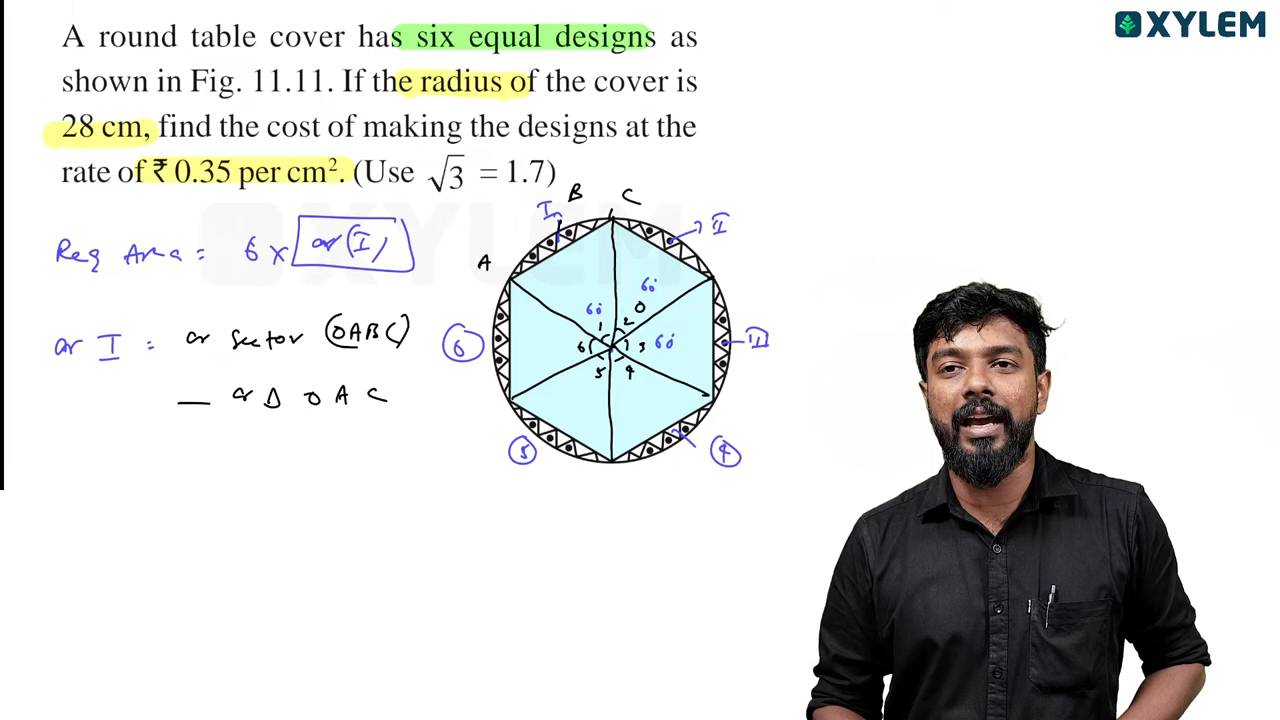 XYLEM
A round table cover has six equal designs as
shown in Fig. 11.11. If the radius of the cover is
28 cm, find the cost of making the designs at the
rate of ₹ 0.35 per cm². (Use √3 = 1.7)
Req Area = 6 × ar(I)
ar I = ar Sector (OABC)
— ar Δ OAC
A
B
C
I
II
III
4
5
6
60°
60°
60°
O
1
2
3
4
5
6